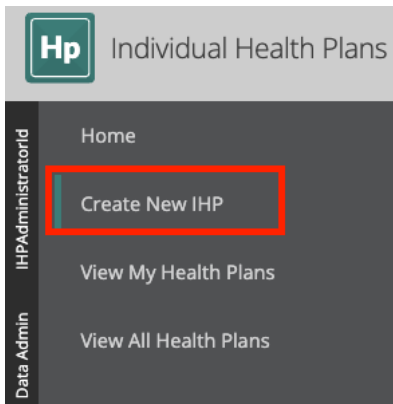 Hp Individual Health Plans
IHPAdministratorId
Data Admin
Home
Create New IHP
View My Health Plans
View All Health Plans